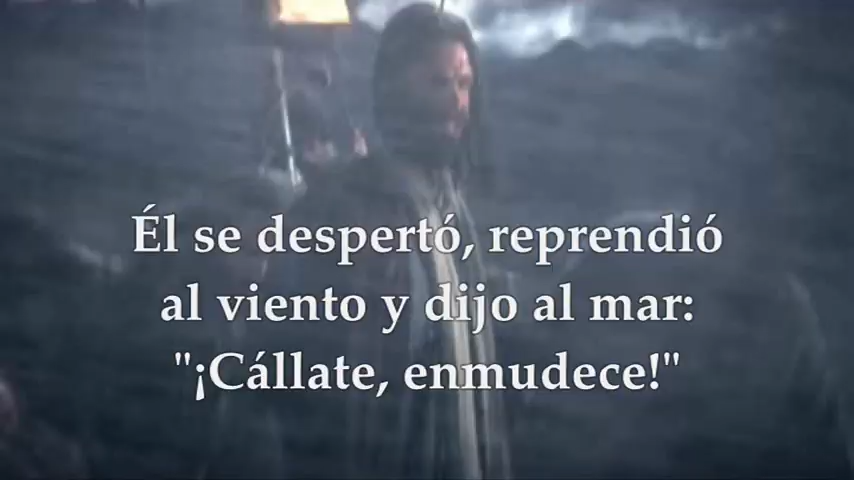 Él se despertó, reprendió
al viento y dijo al mar:
"¡Cállate, enmudece!"